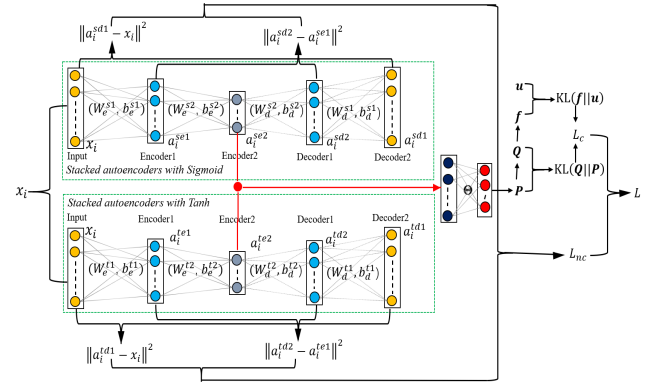 ‖a_i^{sd1} − x_i‖²
‖a_i^{sd2} − a_i^{se1}‖²
(W_e^{s1}, b_e^{s1})
(W_e^{s2}, b_e^{s2})
(W_d^{s2}, b_d^{s2})
(W_d^{s1}, b_d^{s1})
x_i
a_i^{se1}
a_i^{se2}
a_i^{sd2}
a_i^{sd1}
Input
Encoder1
Encoder2
Decoder1
Decoder2
Stacked autoencoders with Sigmoid
x_i
Stacked autoencoders with Tanh
Input
Encoder1
Encoder2
Decoder1
Decoder2
x_i
a_i^{te1}
a_i^{te2}
a_i^{td2}
a_i^{td1}
(W_e^{t1}, b_e^{t1})
(W_e^{t2}, b_e^{t2})
(W_d^{t2}, b_d^{t2})
(W_d^{t1}, b_d^{t1})
‖a_i^{td1} − x_i‖²
‖a_i^{td2} − a_i^{te1}‖²
Θ
u
f
KL(f||u)
Q
P
KL(Q||P)
L_c
L_{nc}
L